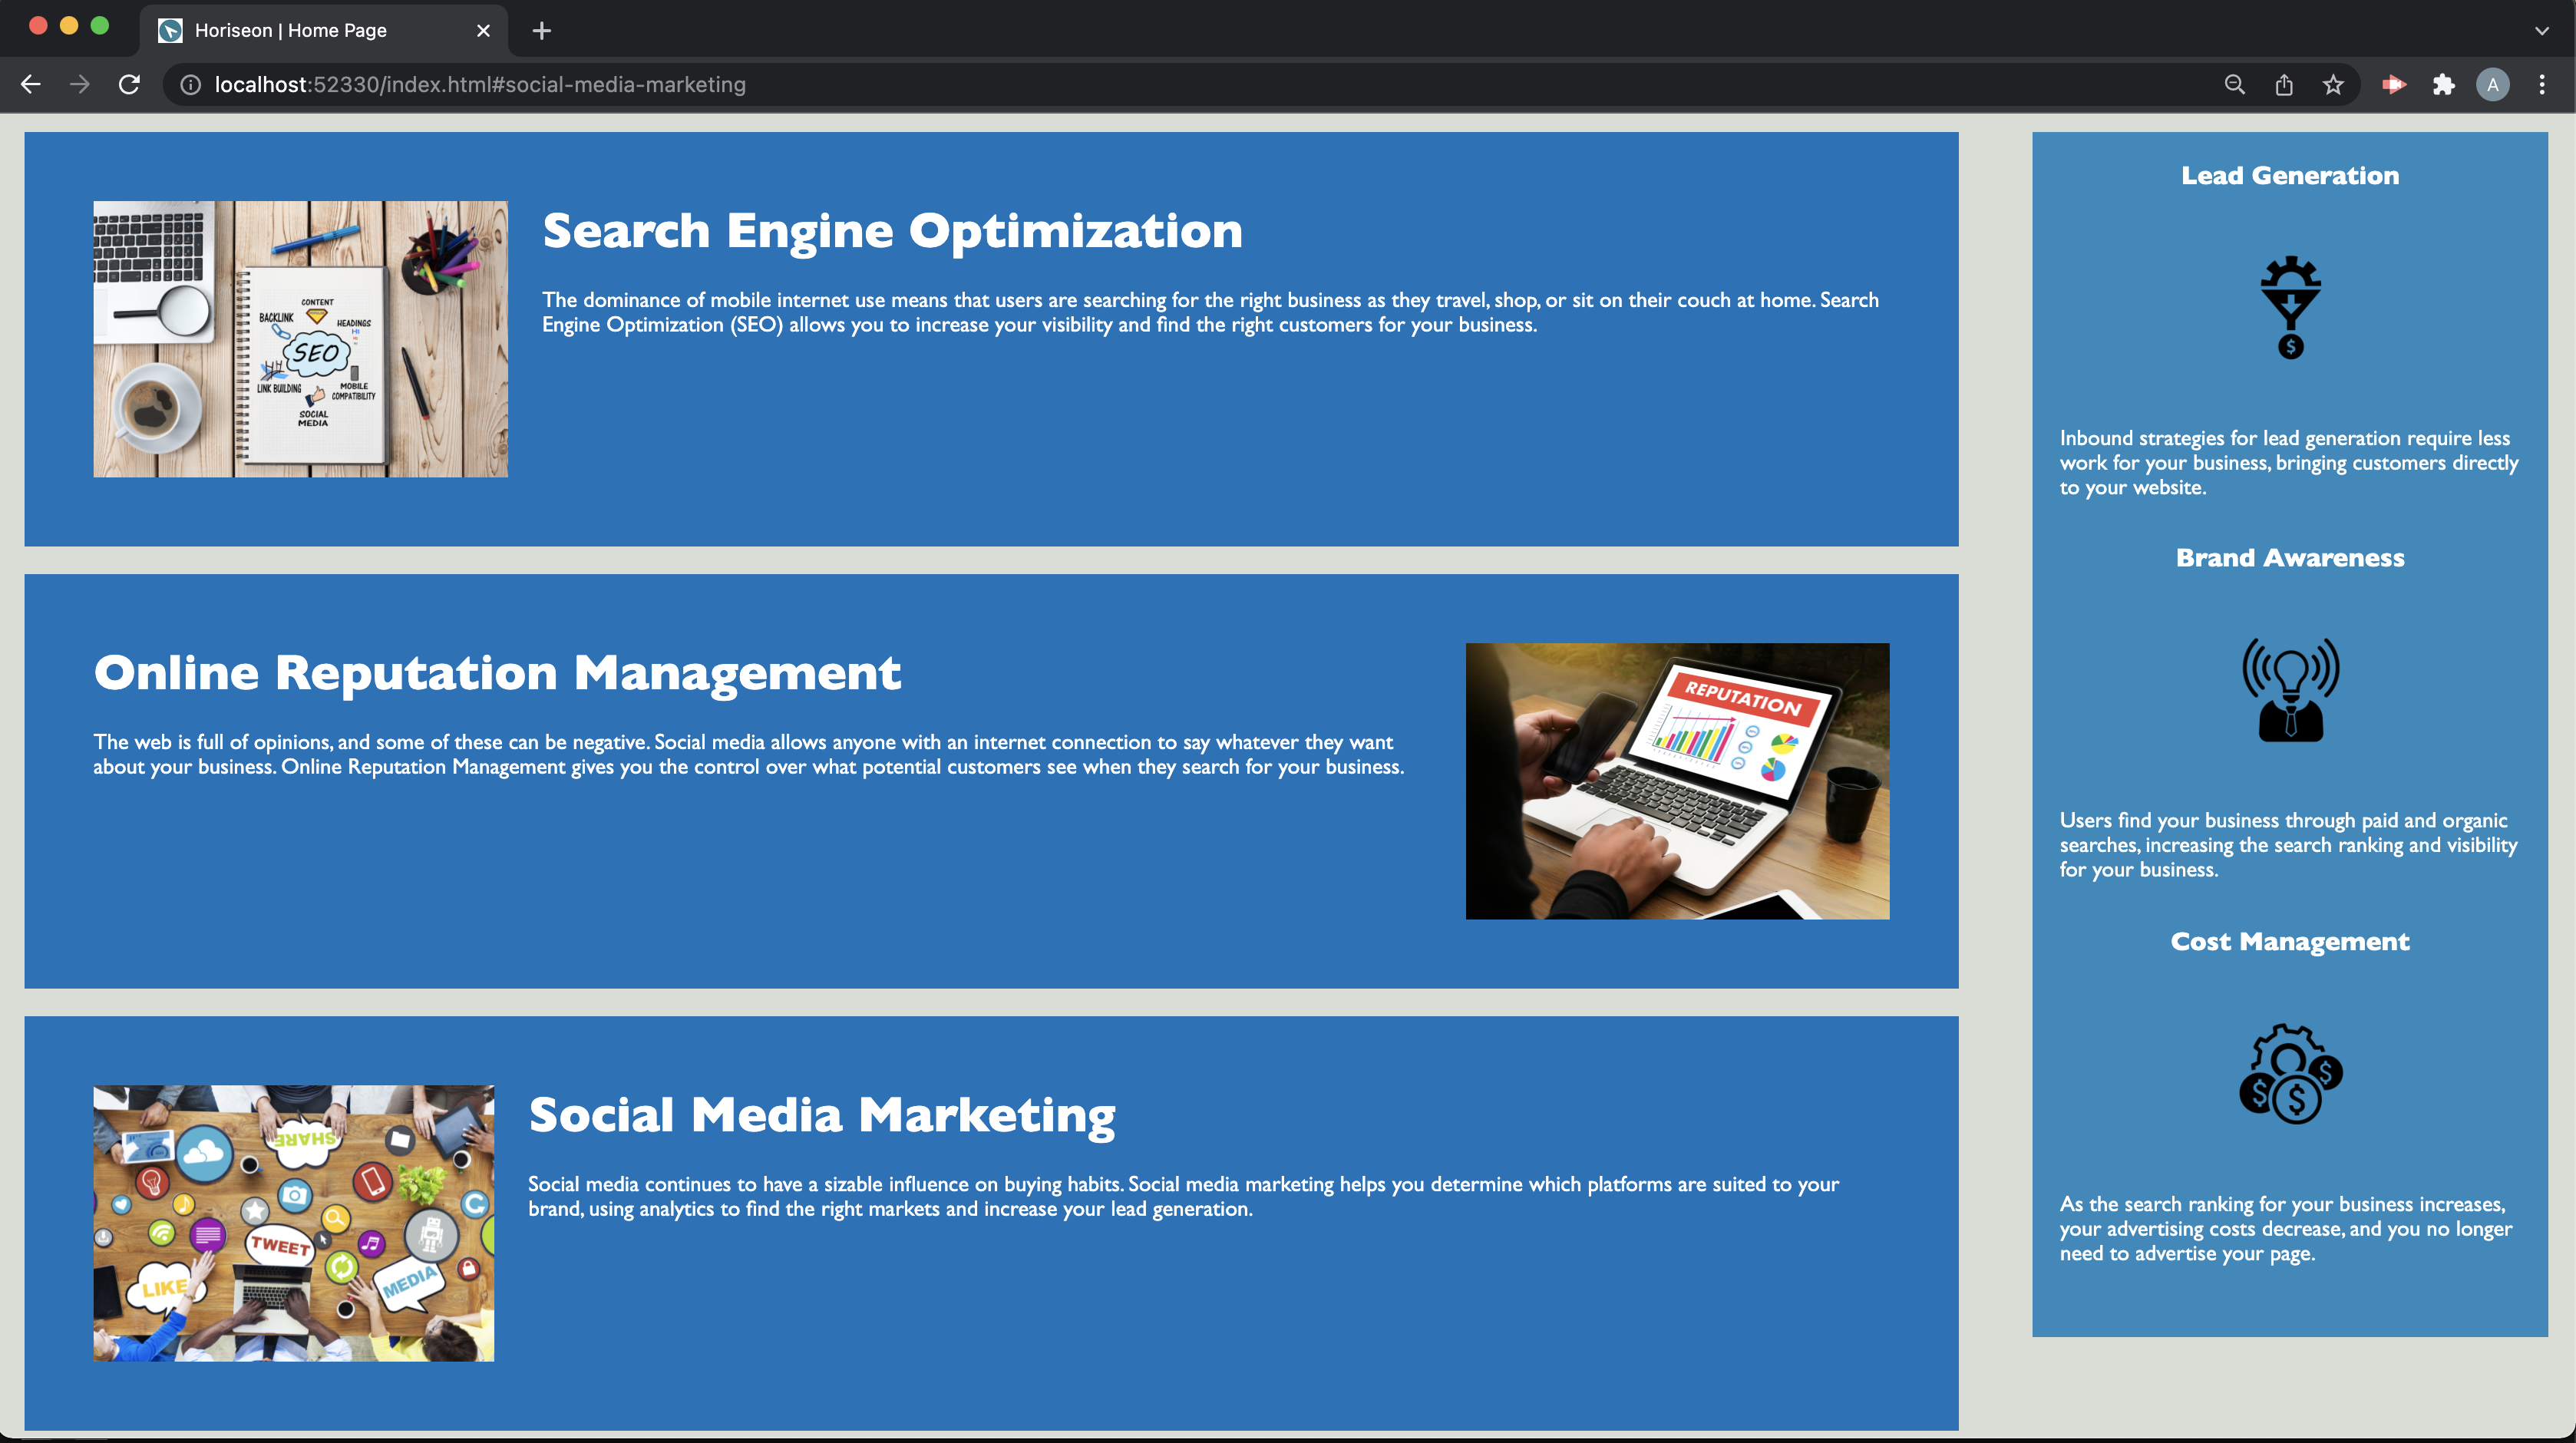 Horiseon | Home Page
localhost:52330/index.html#social-media-marketing
A
Search Engine Optimization
The dominance of mobile internet use means that users are searching for the right business as they travel, shop, or sit on their couch at home. Search
Engine Optimization (SEO) allows you to increase your visibility and find the right customers for your business.
CONTENT
BACKLINK
HEADINGS
SEO
LINK BUILDING
MOBILE
COMPATIBILITY
SOCIAL
MEDIA
Online Reputation Management
The web is full of opinions, and some of these can be negative. Social media allows anyone with an internet connection to say whatever they want
about your business. Online Reputation Management gives you the control over what potential customers see when they search for your business.
REPUTATION
Social Media Marketing
Social media continues to have a sizable influence on buying habits. Social media marketing helps you determine which platforms are suited to your
brand, using analytics to find the right markets and increase your lead generation.
SHARE
TWEET
LIKE
MEDIA
Lead Generation
$
Inbound strategies for lead generation require less
work for your business, bringing customers directly
to your website.
Brand Awareness
Users find your business through paid and organic
searches, increasing the search ranking and visibility
for your business.
Cost Management
$ $ $
As the search ranking for your business increases,
your advertising costs decrease, and you no longer
need to advertise your page.